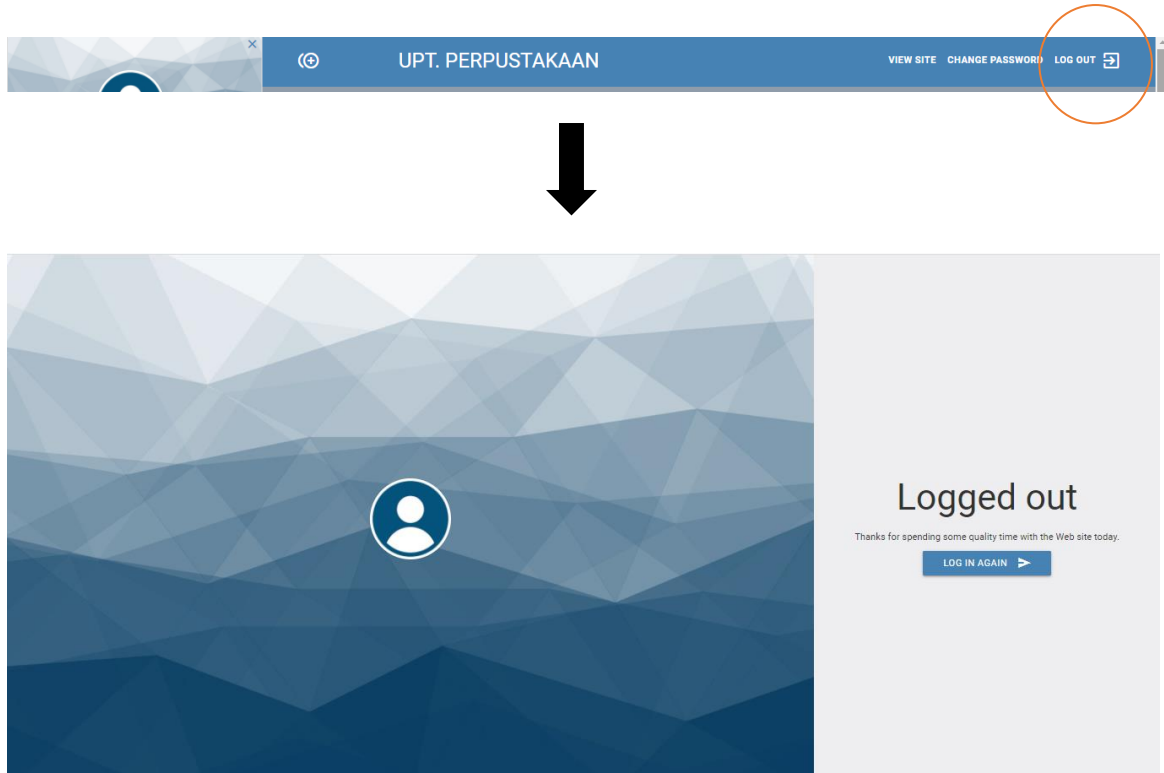 UPT. PERPUSTAKAAN
VIEW SITE CHANGE PASSWORD LOG OUT
Logged out
Thanks for spending some quality time with the Web site today.
LOG IN AGAIN